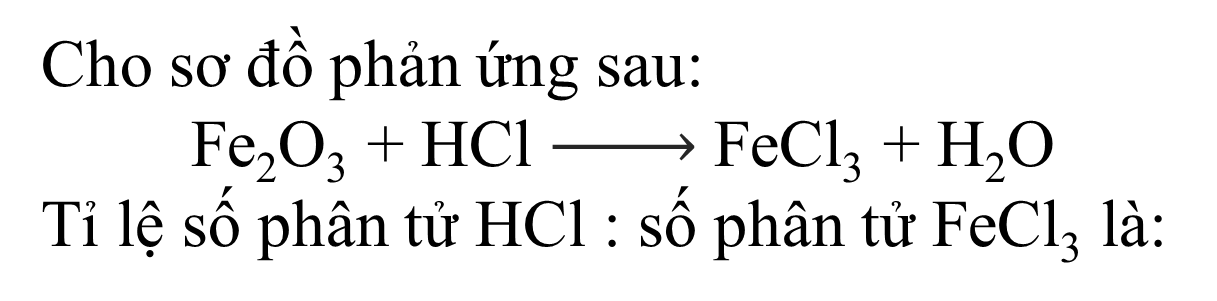 Cho sơ đồ phản ứng sau:
Fe₂O₃ + HCl ⟶ FeCl₃ + H₂O
Tỉ lệ số phân tử HCl : số phân tử FeCl₃ là: